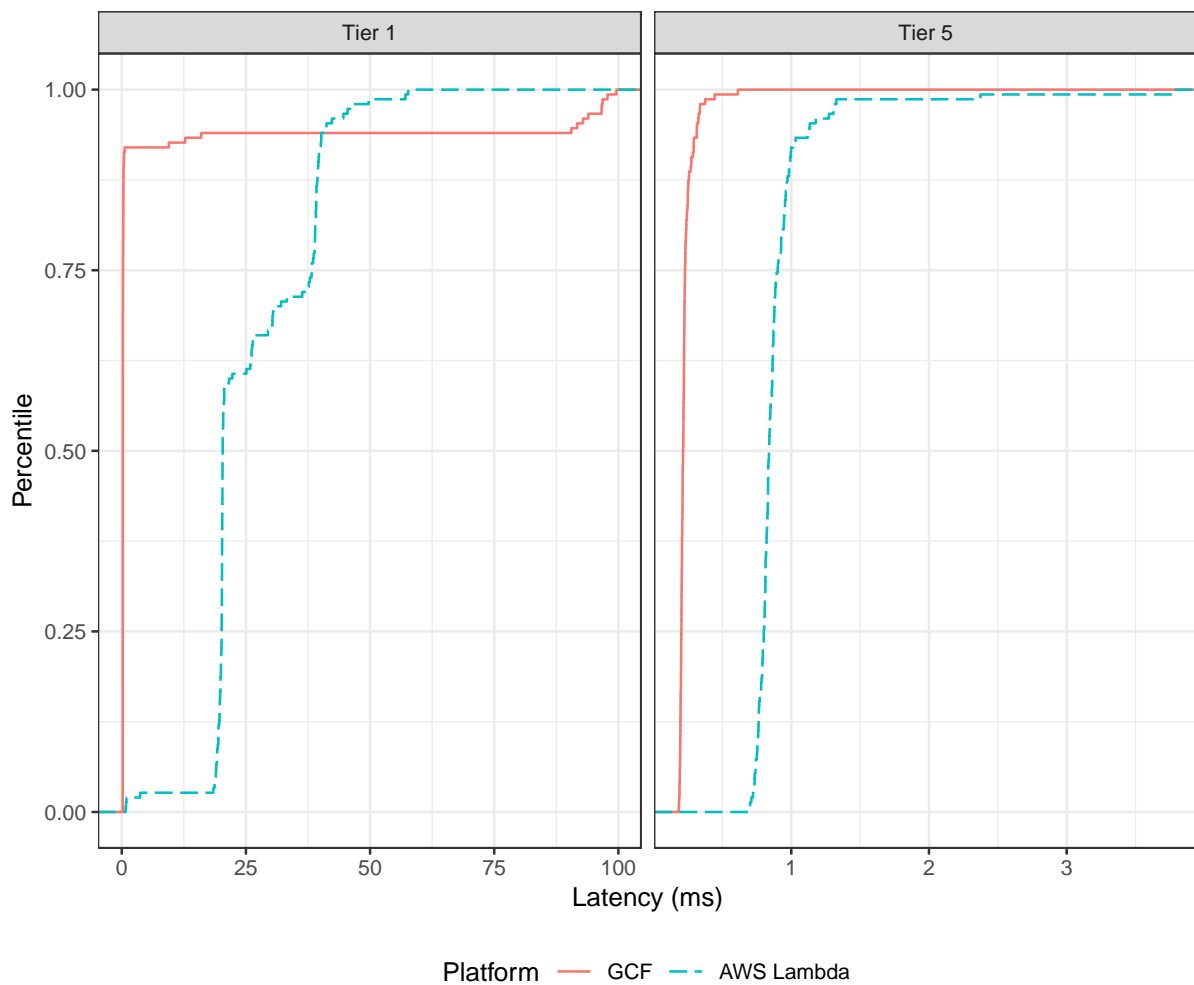 Tier 1 Tier 5
Percentile
1.00
0.75
0.50
0.25
0.00
0 25 50 75 100 1 2 3
Latency (ms)
Platform GCF AWS Lambda